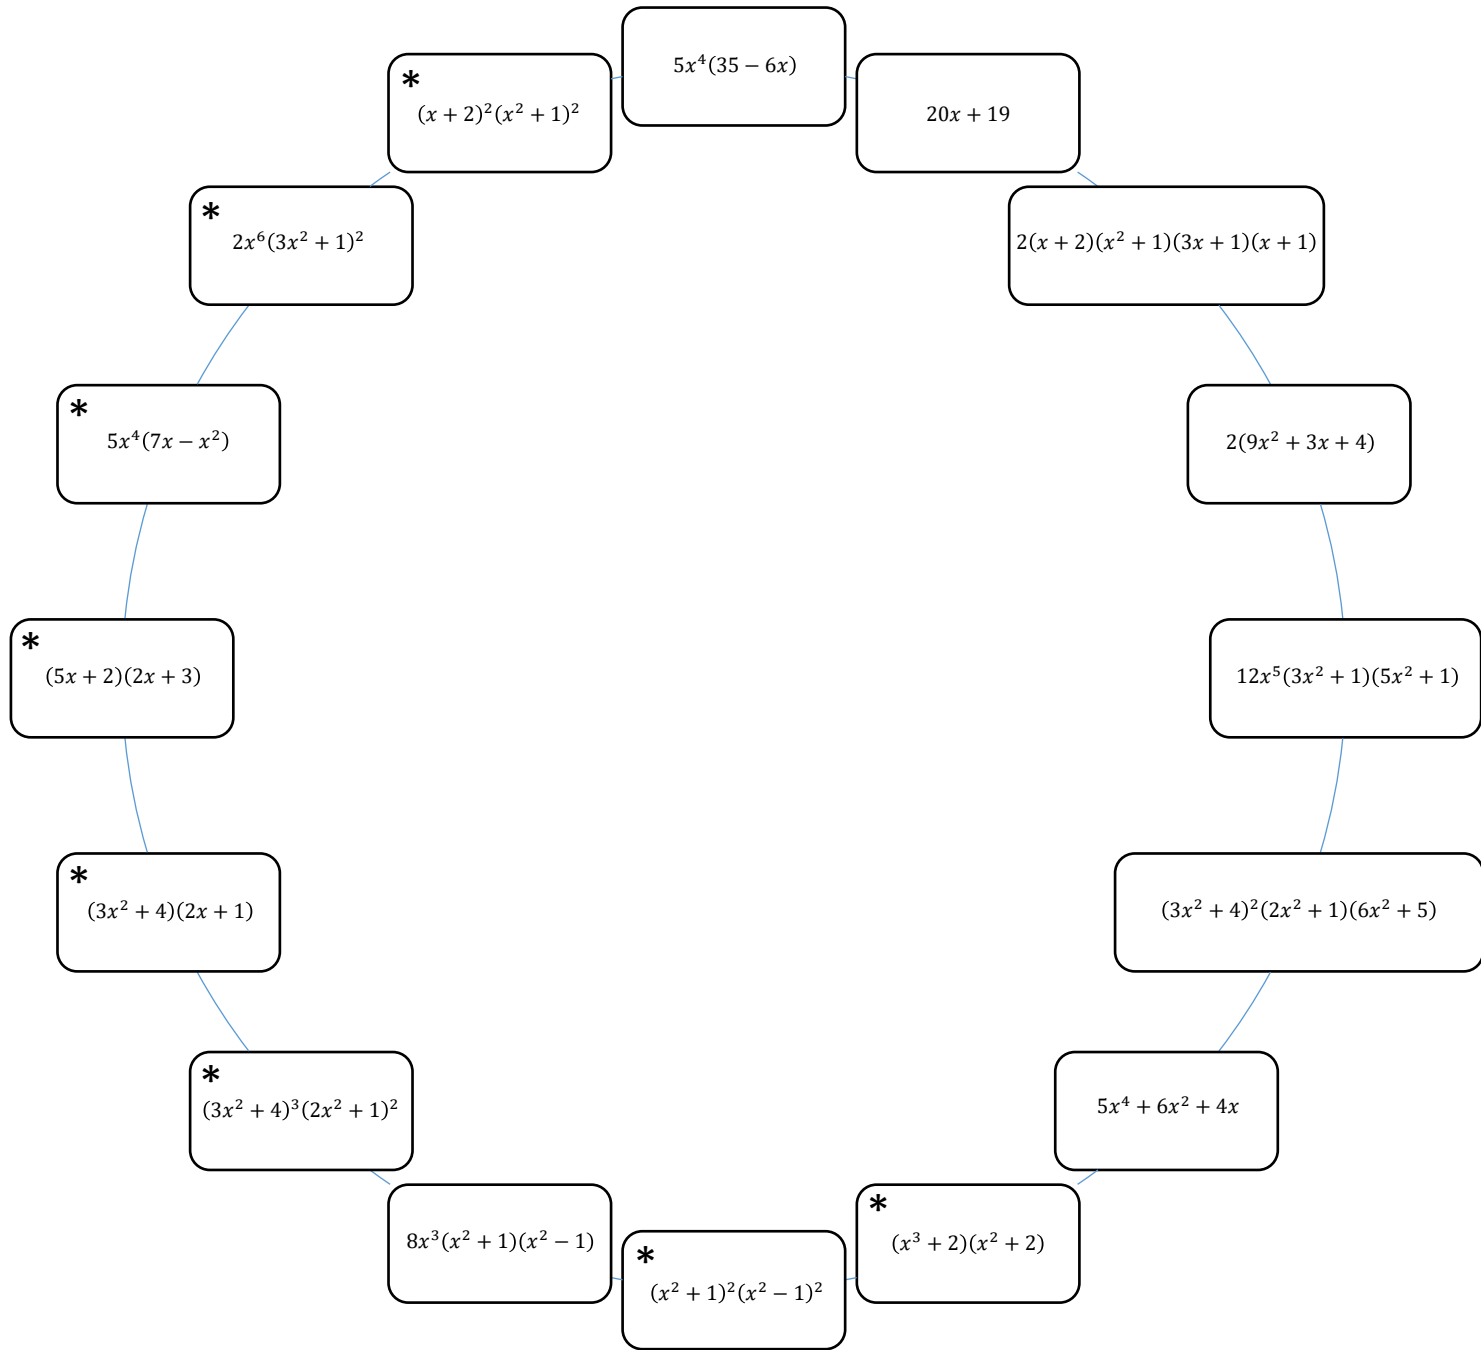 5x⁴(35 − 6x)
20x + 19
2(x + 2)(x² + 1)(3x + 1)(x + 1)
2(9x² + 3x + 4)
12x⁵(3x² + 1)(5x² + 1)
(3x² + 4)²(2x² + 1)(6x² + 5)
5x⁴ + 6x² + 4x
*
(x³ + 2)(x² + 2)
*
(x² + 1)²(x² − 1)²
8x³(x² + 1)(x² − 1)
*
(3x² + 4)³(2x² + 1)²
*
(3x² + 4)(2x + 1)
*
(5x + 2)(2x + 3)
*
5x⁴(7x − x²)
*
2x⁶(3x² + 1)²
*
(x + 2)²(x² + 1)²